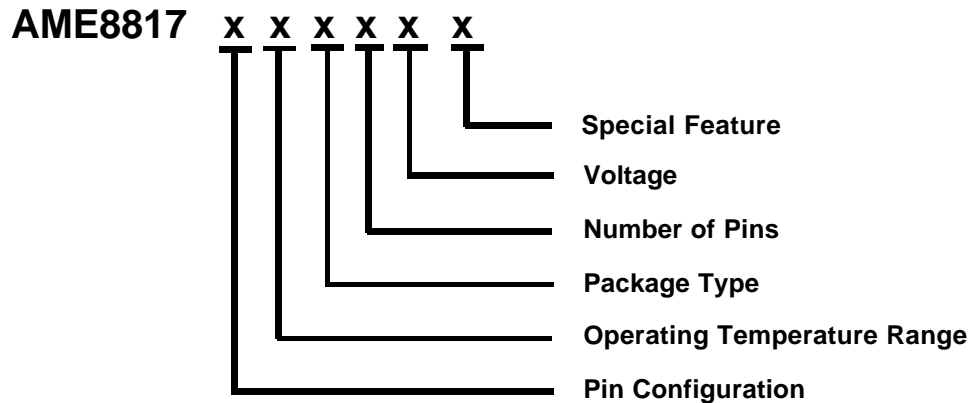 AME8817 x x x x x x
Special Feature
Voltage
Number of Pins
Package Type
Operating Temperature Range
Pin Configuration